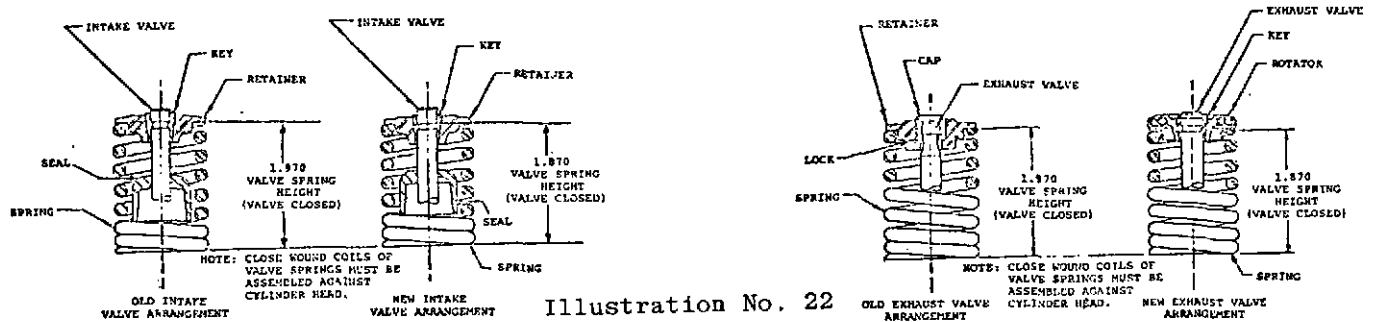 INTAKE VALVE
KEY
RETAINER
SEAL
SPRING
1.970
VALVE SPRING
HEIGHT
(VALVE CLOSED)
OLD INTAKE
VALVE ARRANGEMENT
INTAKE VALVE
KEY
RETAINER
1.870
VALVE SPRING
HEIGHT
(VALVE CLOSED)
SEAL
SPRING
NOTE: CLOSE WOUND COILS OF
VALVE SPRINGS MUST BE
ASSEMBLED AGAINST
CYLINDER HEAD.
NEW INTAKE
VALVE ARRANGEMENT
Illustration No. 22
RETAINER
CAP
EXHAUST VALVE
LOCK
SPRING
1.970
VALVE SPRING
HEIGHT
(VALVE CLOSED)
OLD EXHAUST VALVE
ARRANGEMENT
NOTE: CLOSE WOUND COILS OF
VALVE SPRINGS MUST BE
ASSEMBLED AGAINST
CYLINDER HEAD.
EXHAUST VALVE
KEY
ROTATOR
1.870
VALVE SPRING
HEIGHT
(VALVE CLOSED)
SPRING
NEW EXHAUST VALVE
ARRANGEMENT